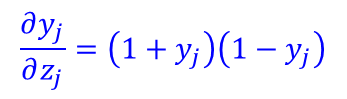 ∂y_j/∂z_j = (1 + y_j)(1 − y_j)